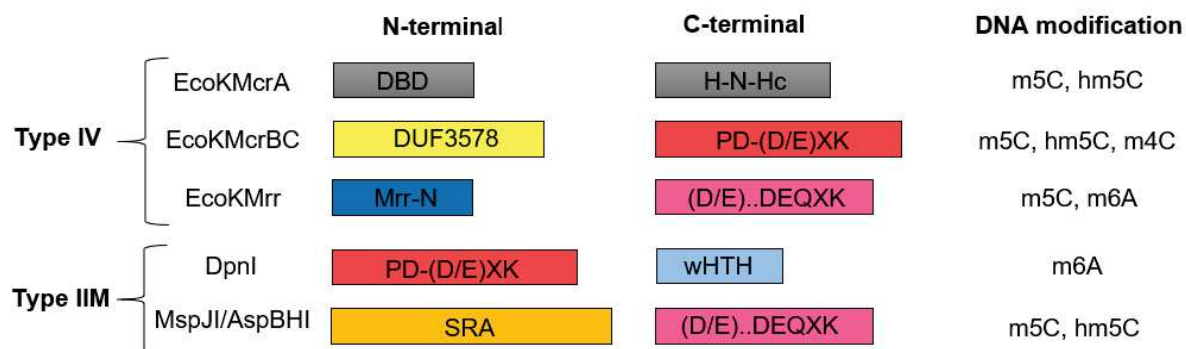 N-terminal C-terminal DNA modification
EcoKMcrA DBD H-N-Hc m5C, hm5C
Type IV EcoKMcrBC DUF3578 PD-(D/E)XK m5C, hm5C, m4C
EcoKMrr Mrr-N (D/E)..DEQXK m5C, m6A
DpnI PD-(D/E)XK wHTH m6A
Type IIM
MspJI/AspBHI SRA (D/E)..DEQXK m5C, hm5C